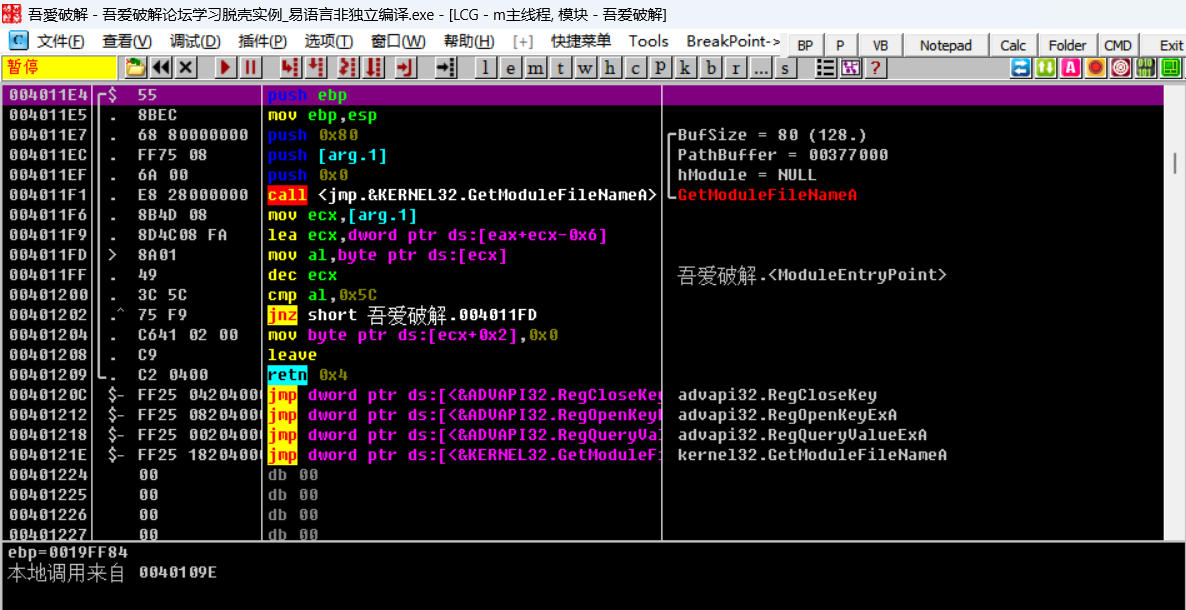 吾愛破解 - 吾爱破解论坛学习脱壳实例_易语言非独立编译.exe - [LCG - m主线程, 模块 - 吾爱破解]
C 文件(F) 查看(V) 调试(D) 插件(P) 选项(T) 窗口(W) 帮助(H) [+] 快捷菜单 Tools BreakPoint-> BP P VB Notepad Calc Folder CMD Exit
暂停 l e m t w h c P k b r ... s ?
004011E4 $ 55 push ebp
004011E5 . 8BEC mov ebp,esp
004011E7 . 68 80000000 push 0x80 BufSize = 80 (128.)
004011EC . FF75 08 push [arg.1] PathBuffer = 00377000
004011EF . 6A 00 push 0x0 hModule = NULL
004011F1 . E8 28000000 call <jmp.&KERNEL32.GetModuleFileNameA> GetModuleFileNameA
004011F6 . 8B4D 08 mov ecx,[arg.1]
004011F9 . 8D4C08 FA lea ecx,dword ptr ds:[eax+ecx-0x6]
004011FD > 8A01 mov al,byte ptr ds:[ecx]
004011FF . 49 dec ecx 吾爱破解.<ModuleEntryPoint>
00401200 . 3C 5C cmp al,0x5C
00401202 .^ 75 F9 jnz short 吾爱破解.004011FD
00401204 . C641 02 00 mov byte ptr ds:[ecx+0x2],0x0
00401208 . C9 leave
00401209 . C2 0400 retn 0x4
0040120C $- FF25 04204000 jmp dword ptr ds:[<&ADVAPI32.RegCloseKey advapi32.RegCloseKey
00401212 $- FF25 08204000 jmp dword ptr ds:[<&ADVAPI32.RegOpenKey advapi32.RegOpenKeyExA
00401218 $- FF25 00204000 jmp dword ptr ds:[<&ADVAPI32.RegQueryVal advapi32.RegQueryValueExA
0040121E $- FF25 18204000 jmp dword ptr ds:[<&KERNEL32.GetModuleF kernel32.GetModuleFileNameA
00401224 00 db 00
00401225 00 db 00
00401226 00 db 00
00401227 00 db 00
ebp=0019FF84
本地调用来自 0040109E